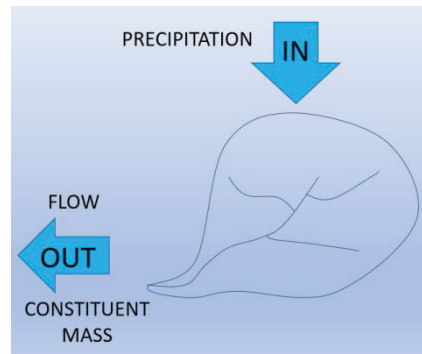 PRECIPITATION
IN
FLOW
OUT
CONSTITUENT
MASS